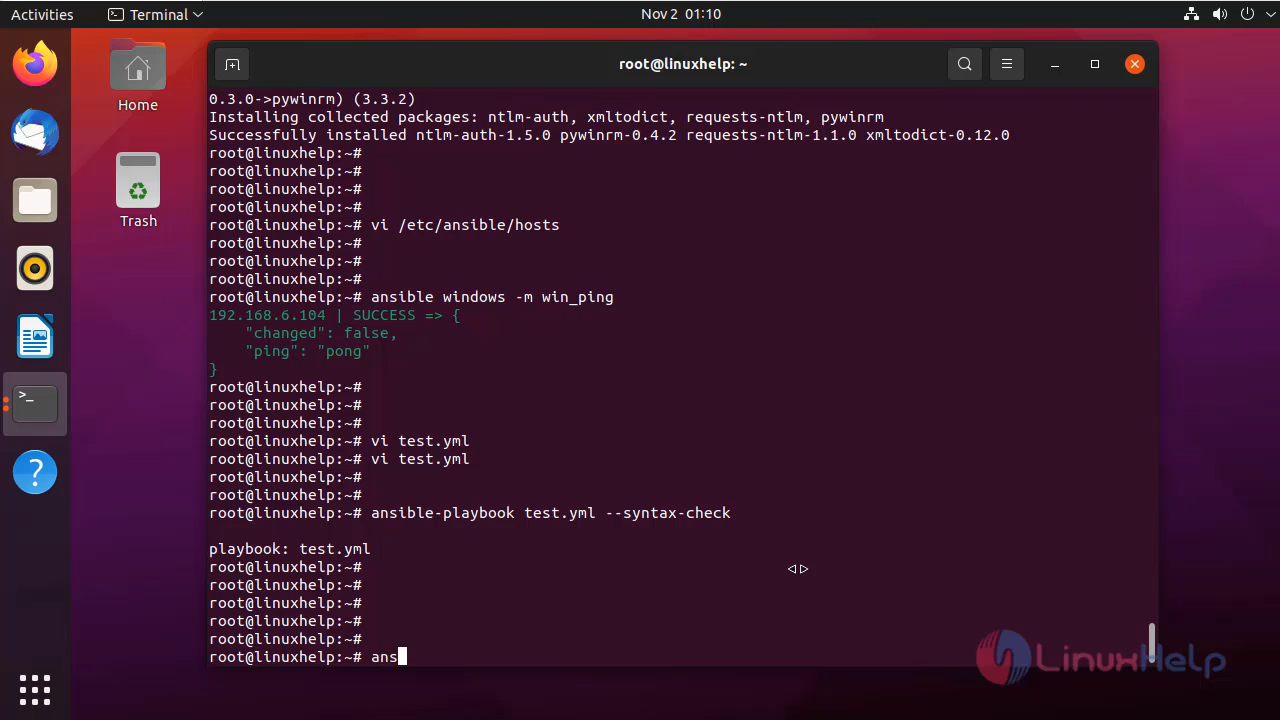 Activities
Terminal
Nov 2 01:10
root@linuxhelp: ~
Home
Trash
0.3.0->pywinrm) (3.3.2)
Installing collected packages: ntlm-auth, xmltodict, requests-ntlm, pywinrm
Successfully installed ntlm-auth-1.5.0 pywinrm-0.4.2 requests-ntlm-1.1.0 xmltodict-0.12.0
root@linuxhelp:~#
root@linuxhelp:~#
root@linuxhelp:~#
root@linuxhelp:~#
root@linuxhelp:~# vi /etc/ansible/hosts
root@linuxhelp:~#
root@linuxhelp:~#
root@linuxhelp:~#
root@linuxhelp:~# ansible windows -m win_ping
192.168.6.104 | SUCCESS => {
    "changed": false,
    "ping": "pong"
}
root@linuxhelp:~#
root@linuxhelp:~#
root@linuxhelp:~#
root@linuxhelp:~# vi test.yml
root@linuxhelp:~# vi test.yml
root@linuxhelp:~#
root@linuxhelp:~#
root@linuxhelp:~# ansible-playbook test.yml --syntax-check

playbook: test.yml
root@linuxhelp:~#
root@linuxhelp:~#
root@linuxhelp:~#
root@linuxhelp:~#
root@linuxhelp:~#
root@linuxhelp:~# ans
LinuxHelp